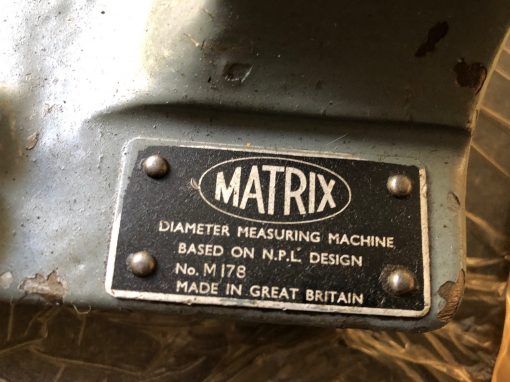 MATRIX
DIAMETER MEASURING MACHINE
BASED ON N.P.L. DESIGN
No. M178
MADE IN GREAT BRITAIN